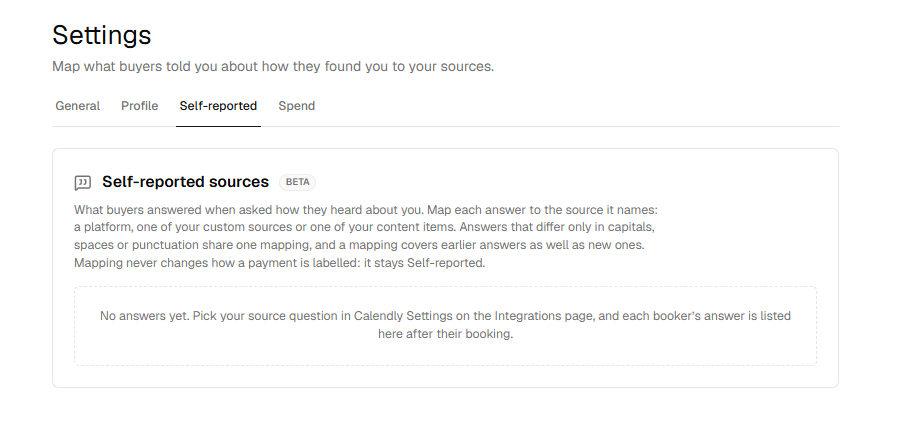 Settings
Map what buyers told you about how they found you to your sources.
General Profile Self-reported Spend
Self-reported sources BETA
What buyers answered when asked how they heard about you. Map each answer to the source it names:
a platform, one of your custom sources or one of your content items. Answers that differ only in capitals,
spaces or punctuation share one mapping, and a mapping covers earlier answers as well as new ones.
Mapping never changes how a payment is labelled: it stays Self-reported.
No answers yet. Pick your source question in Calendly Settings on the Integrations page, and each booker's answer is listed
here after their booking.